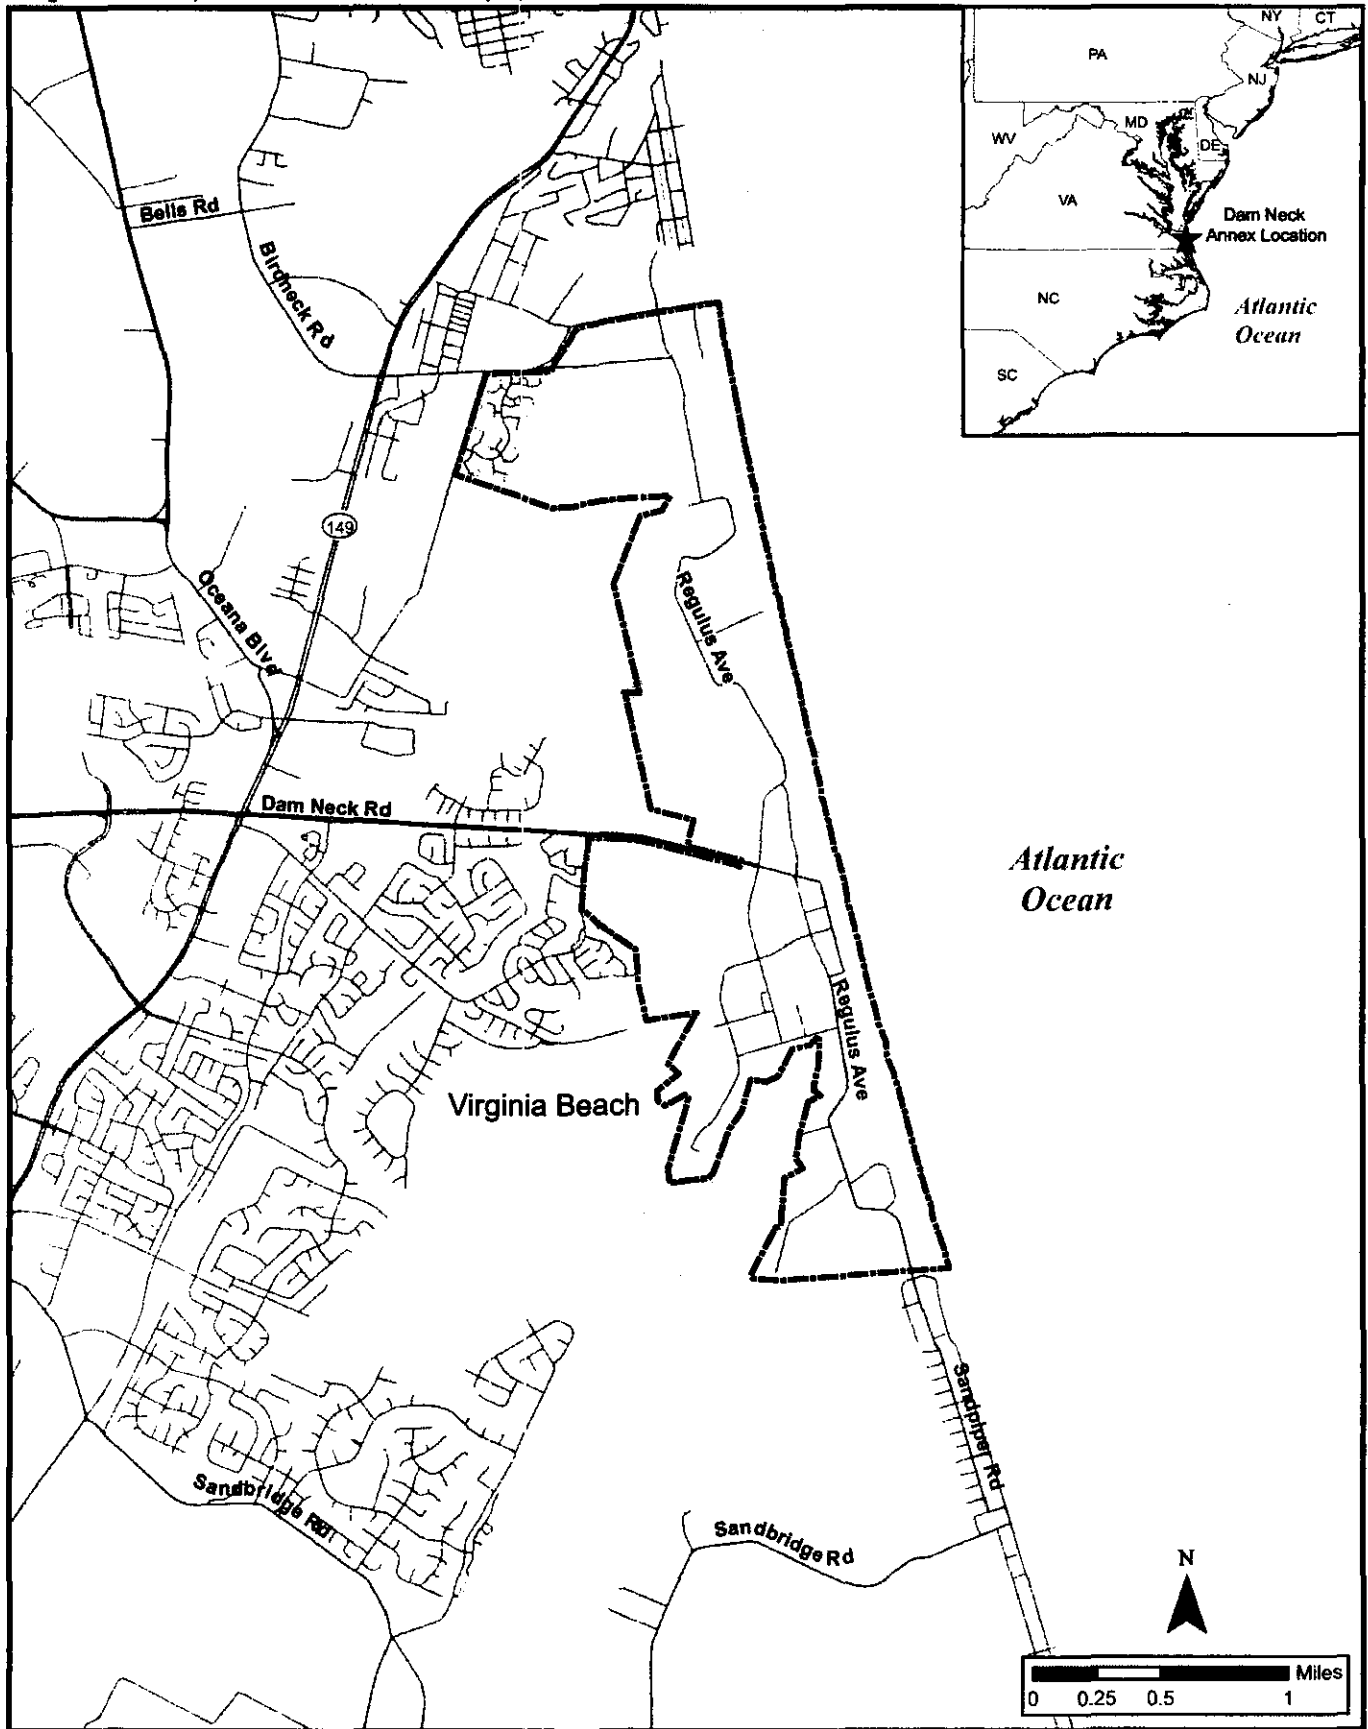 NY
CT
PA
NJ
MD
WV
DE
VA
Dam Neck
Annex Location
NC
Atlantic
Ocean
SC
Bells Rd
Birdneck Rd
149
Oceana Blvd
Regulus Ave
Dam Neck Rd
Atlantic
Ocean
Regulus Ave
Virginia Beach
Sandpiper Rd
Sandbridge Rd
Sandbridge Rd
N
Miles
0 0.25 0.5 1